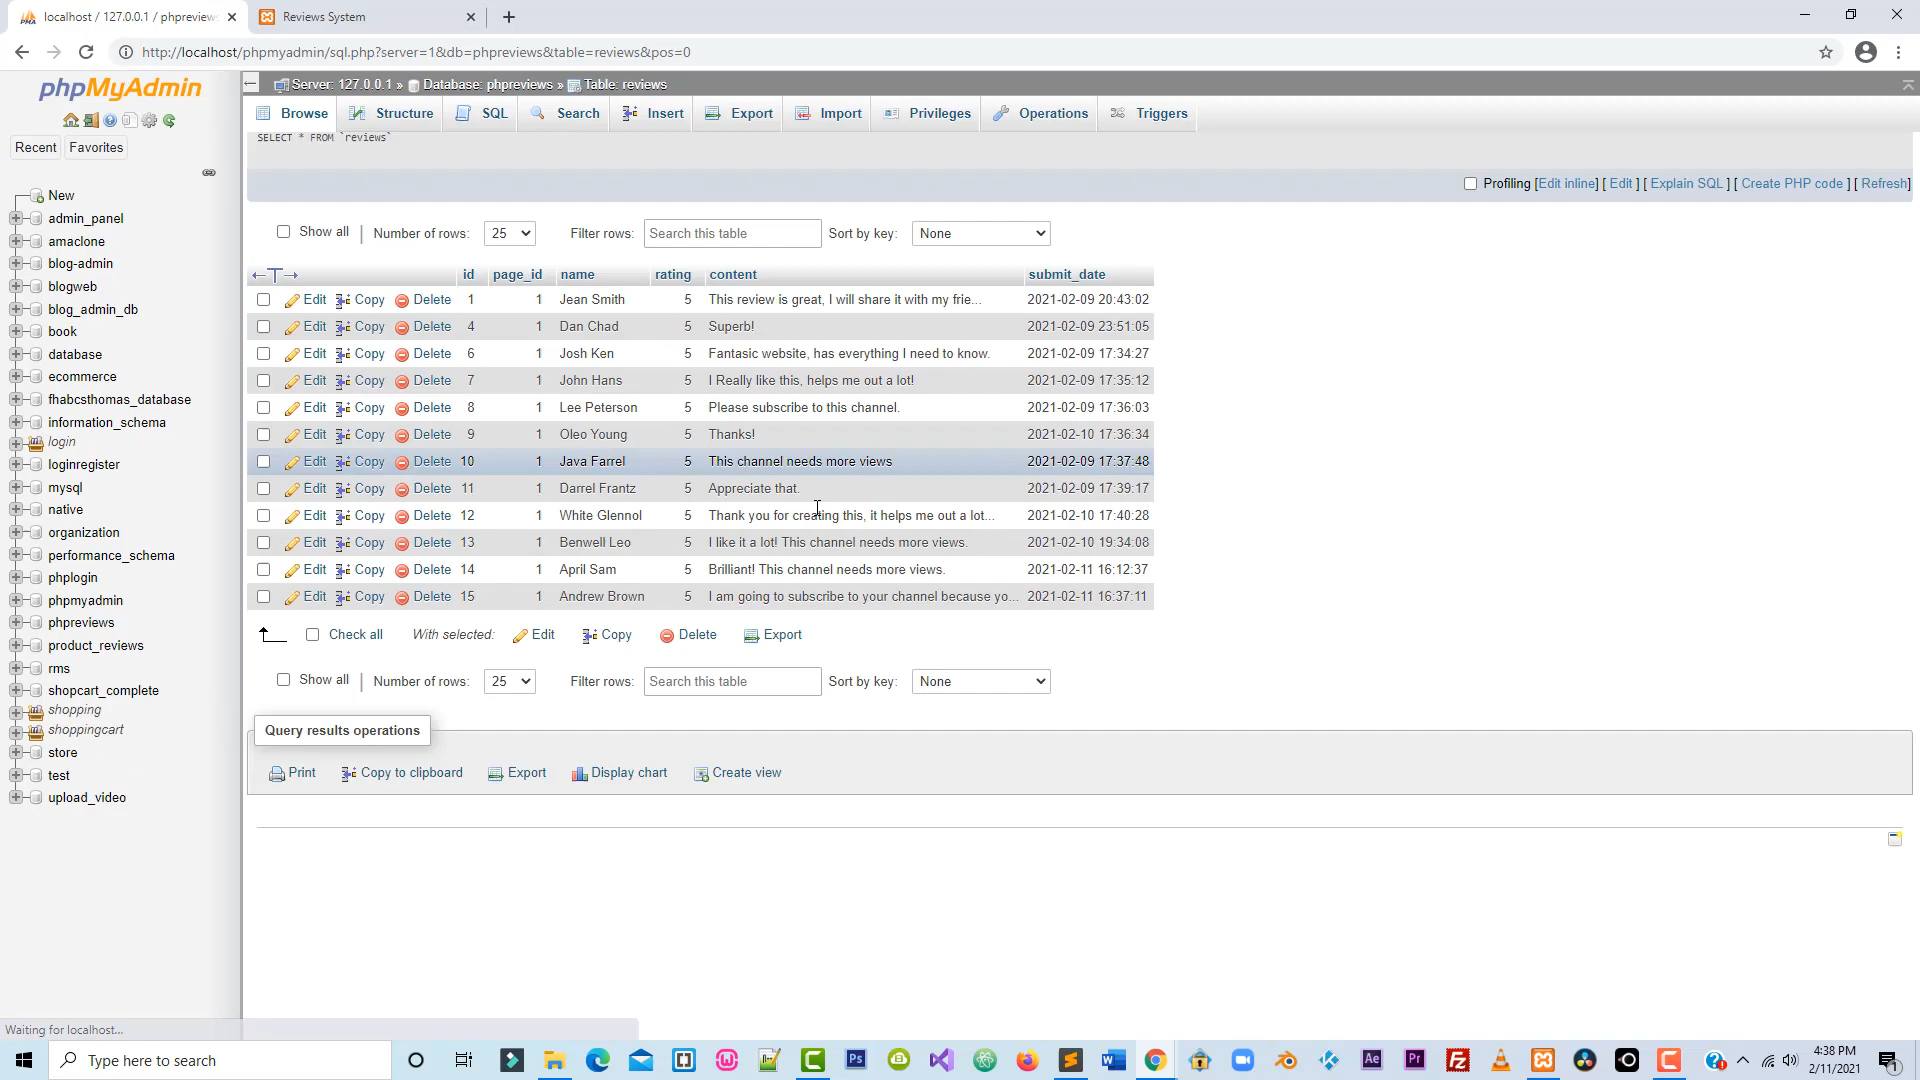 localhost / 127.0.0.1 / phpreviews
Reviews System
http://localhost/phpmyadmin/sql.php?server=1&db=phpreviews&table=reviews&pos=0
phpMyAdmin
Recent Favorites
New
admin_panel
amaclone
blog-admin
blogweb
blog_admin_db
book
database
ecommerce
fhabcsthomas_database
information_schema
login
loginregister
mysql
native
organization
performance_schema
phplogin
phpmyadmin
phpreviews
product_reviews
rms
shopcart_complete
shopping
shoppingcart
store
test
upload_video
Server: 127.0.0.1 » Database: phpreviews » Table: reviews
Browse Structure SQL Search Insert Export Import Privileges Operations Triggers
SELECT * FROM `reviews`
Profiling [Edit inline] [ Edit ] [ Explain SQL ] [ Create PHP code ] [ Refresh]
Show all | Number of rows: 25 Filter rows: Search this table Sort by key: None
←T→ id page_id name rating content submit_date
Edit Copy Delete 1 1 Jean Smith 5 This review is great, I will share it with my frie... 2021-02-09 20:43:02
Edit Copy Delete 4 1 Dan Chad 5 Superb! 2021-02-09 23:51:05
Edit Copy Delete 6 1 Josh Ken 5 Fantasic website, has everything I need to know. 2021-02-09 17:34:27
Edit Copy Delete 7 1 John Hans 5 I Really like this, helps me out a lot! 2021-02-09 17:35:12
Edit Copy Delete 8 1 Lee Peterson 5 Please subscribe to this channel. 2021-02-09 17:36:03
Edit Copy Delete 9 1 Oleo Young 5 Thanks! 2021-02-10 17:36:34
Edit Copy Delete 10 1 Java Farrel 5 This channel needs more views 2021-02-09 17:37:48
Edit Copy Delete 11 1 Darrel Frantz 5 Appreciate that. 2021-02-09 17:39:17
Edit Copy Delete 12 1 White Glennol 5 Thank you for creating this, it helps me out a lot... 2021-02-10 17:40:28
Edit Copy Delete 13 1 Benwell Leo 5 I like it a lot! This channel needs more views. 2021-02-10 19:34:08
Edit Copy Delete 14 1 April Sam 5 Brilliant! This channel needs more views. 2021-02-11 16:12:37
Edit Copy Delete 15 1 Andrew Brown 5 I am going to subscribe to your channel because yo... 2021-02-11 16:37:11
Check all With selected: Edit Copy Delete Export
Show all | Number of rows: 25 Filter rows: Search this table Sort by key: None
Query results operations
Print Copy to clipboard Export Display chart Create view
Waiting for localhost...
Type here to search
4:38 PM
2/11/2021